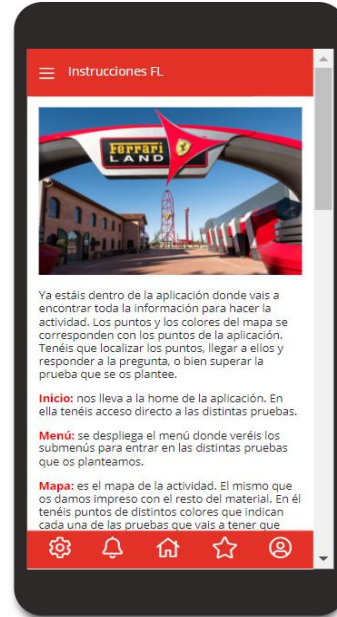 Instrucciones FL
Ferrari
LAND
Ya estáis dentro de la aplicación donde vais a
encontrar toda la información para hacer la
actividad. Los puntos y los colores del mapa se
corresponden con los puntos de la aplicación.
Tenéis que localizar los puntos, llegar a ellos y
responder a la pregunta, o bien superar la
prueba que se os plantee.
Inicio: nos lleva a la home de la aplicación. En
ella tenéis acceso directo a las distintas pruebas.
Menú: se despliega el menú donde veréis los
submenús para entrar en las distintas pruebas
que os planteamos.
Mapa: es el mapa de la actividad. El mismo que
os damos impreso con el resto del material. En él
tenéis puntos de distintos colores que indican
cada una de las pruebas que vais a tener que